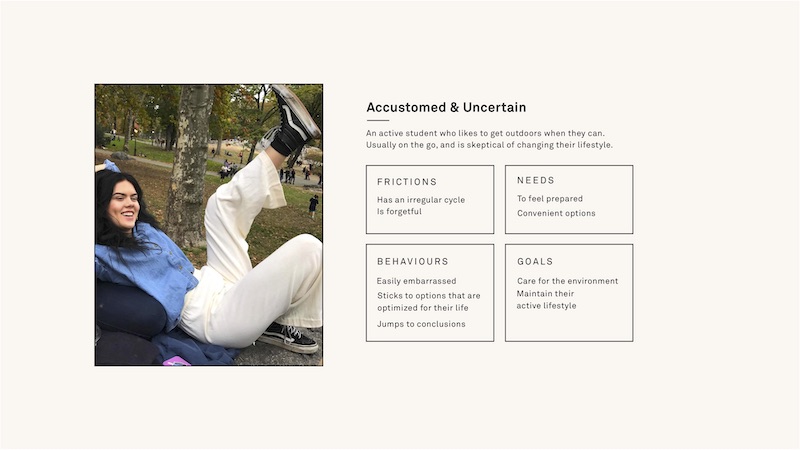 Accustomed & Uncertain
An active student who likes to get outdoors when they can.
Usually on the go, and is skeptical of changing their lifestyle.
FRICTIONS
Has an irregular cycle
Is forgetful
NEEDS
To feel prepared
Convenient options
BEHAVIOURS
Easily embarrassed
Sticks to options that are
optimized for their life
Jumps to conclusions
GOALS
Care for the environment
Maintain their
active lifestyle